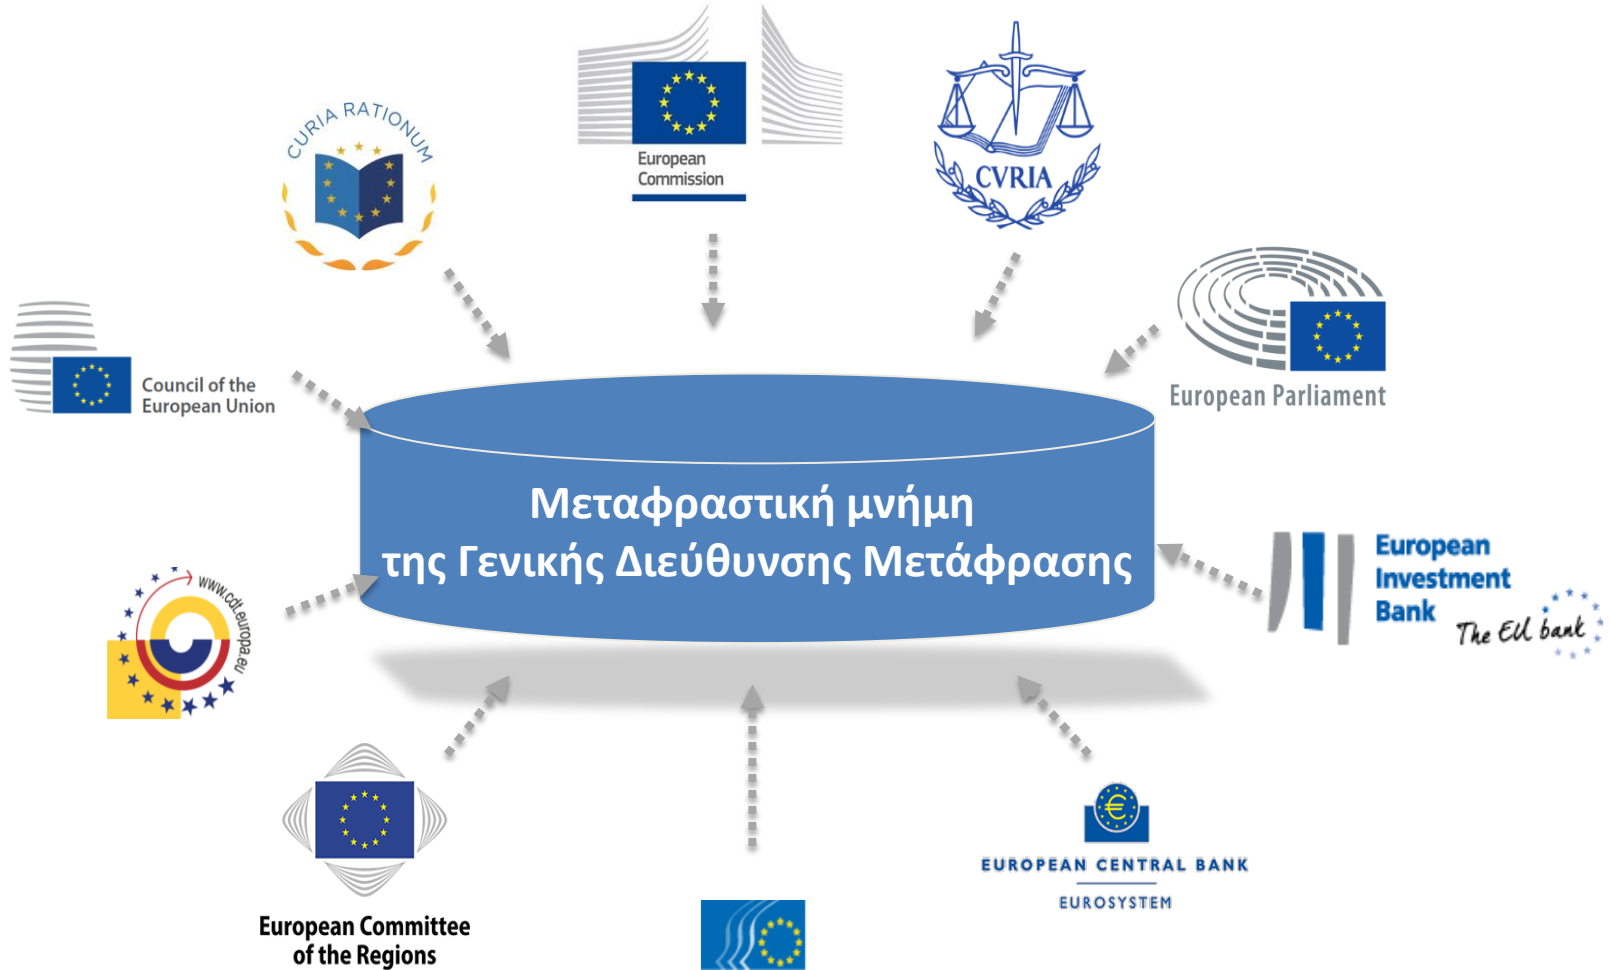 European
Commission
CVRIA
CURIA RATIONUM
European Parliament
Council of the
European Union
Μεταφραστική μνήμη
της Γενικής Διεύθυνσης Μετάφρασης
European
Investment
Bank
The EU bank
www.cdt.europa.eu
€
EUROPEAN CENTRAL BANK
EUROSYSTEM
European Committee
of the Regions